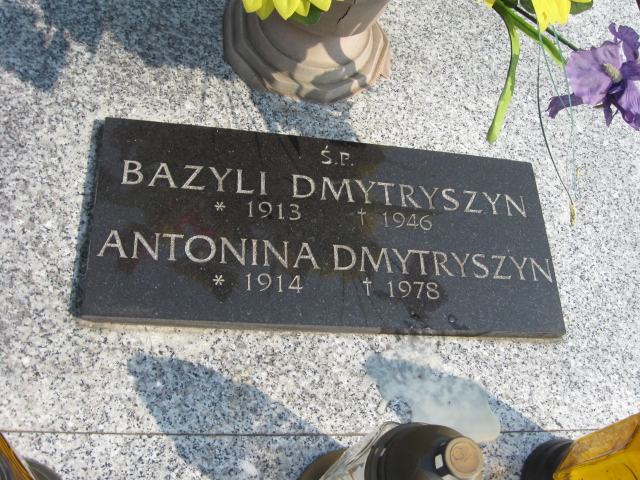 Ś.P.
BAZYLI DMYTRYSZYN
* 1913 † 1946
ANTONINA DMYTRYSZYN
* 1914 † 1978